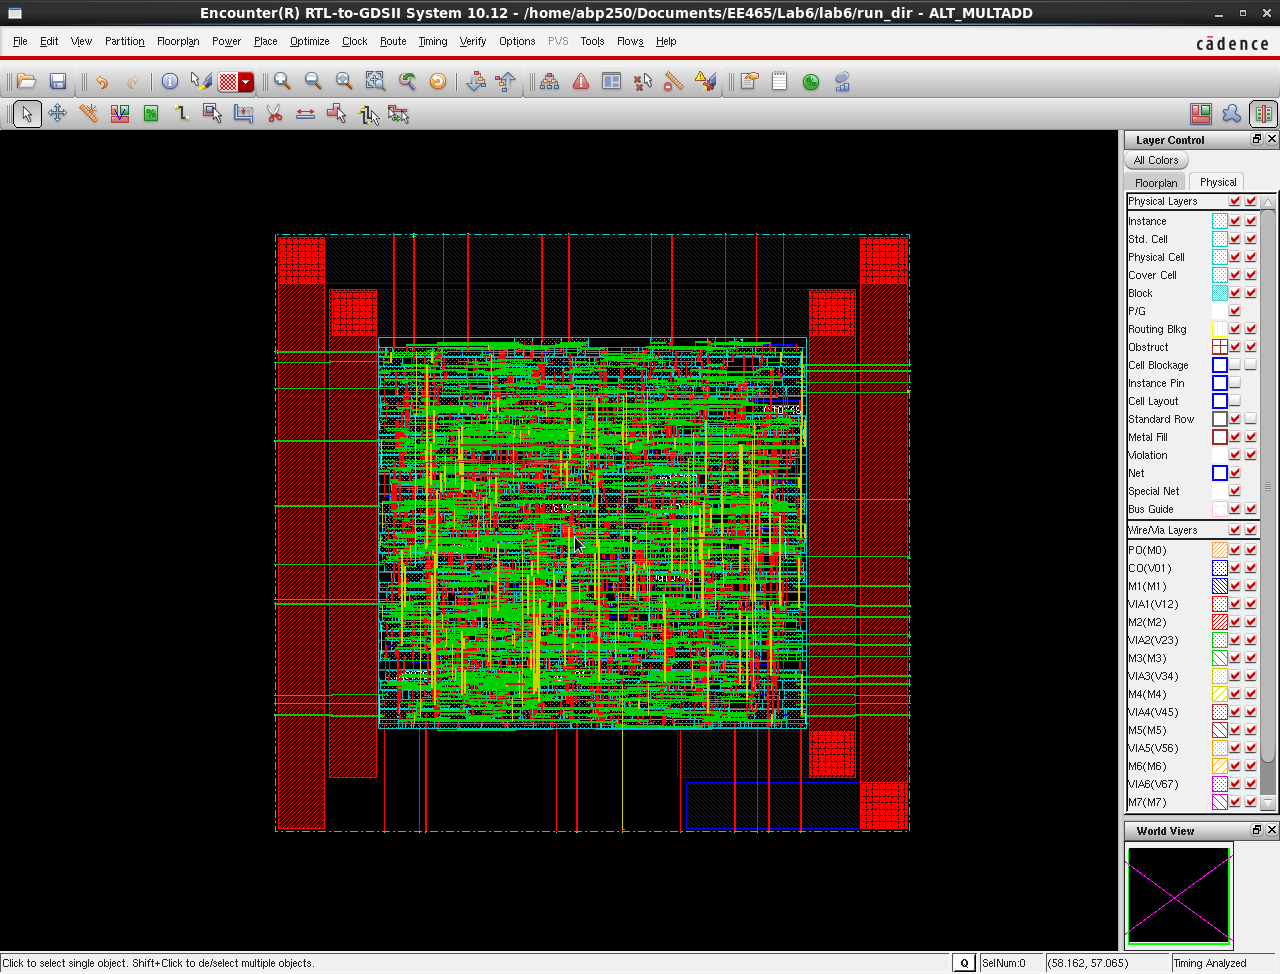 Encounter(R) RTL-to-GDSII System 10.12 - /home/abp250/Documents/EE465/Lab6/lab6/run_dir - ALT_MULTADD
File Edit View Partition Floorplan Power Place Optimize Clock Route Timing Verify Options PVS Tools Flows Help
cādence
Layer Control
All Colors
Floorplan Physical
Physical Layers
Instance
Std. Cell
Physical Cell
Cover Cell
Block
P/G
Routing Blkg
Obstruct
Cell Blockage
Instance Pin
Cell Layout
Standard Row
Metal Fill
Violation
Net
Special Net
Bus Guide
Wire/Via Layers
PO(M0)
CO(V01)
M1(M1)
VIA1(V12)
M2(M2)
VIA2(V23)
M3(M3)
VIA3(V34)
M4(M4)
VIA4(V45)
M5(M5)
VIA5(V56)
M6(M6)
VIA6(V67)
M7(M7)
World View
Click to select single object. Shift+Click to de/select multiple objects.
Q
SelNum:0
(58.162, 57.065)
Timing Analyzed